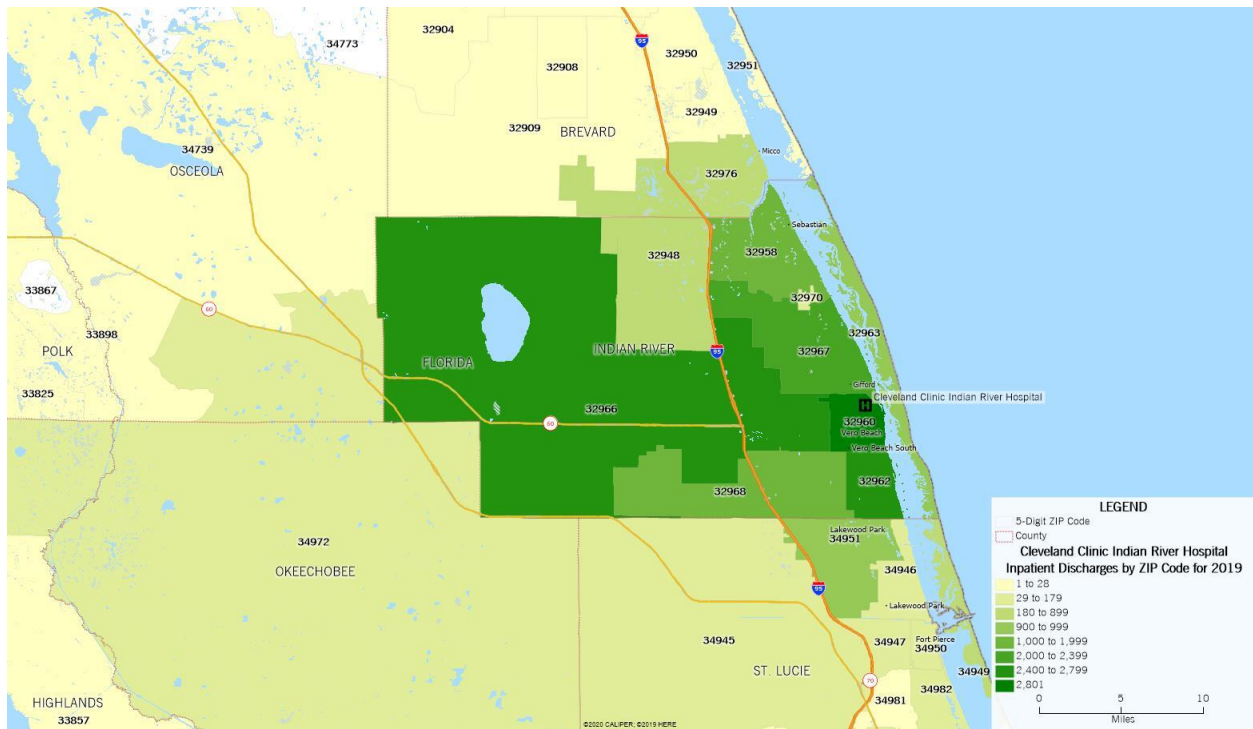 34773
32904
95
32950
32951
32908
32949
32909
BREVARD
Micco
34739
OSCEOLA
32976
Sebastian
32958
32948
33867
32970
60
33898
32963
POLK
INDIAN RIVER
95
32967
FLORIDA
33825
Gifford
H
Cleveland Clinic Indian River Hospital
32966
60
32960
Vero Beach
Vero Beach South
32962
32968
Lakewood Park
34951
34972
OKEECHOBEE
34946
95
Lakewood Park
34945
34947
Fort Pierce
34950
ST. LUCIE
34949
70
34982
34981
HIGHLANDS
33857
©2020 CALIPER; ©2019 HERE
LEGEND
5-Digit ZIP Code
County
Cleveland Clinic Indian River Hospital
Inpatient Discharges by ZIP Code for 2019
1 to 28
29 to 179
180 to 899
900 to 999
1,000 to 1,999
2,000 to 2,399
2,400 to 2,799
2,801
0 5 10
Miles